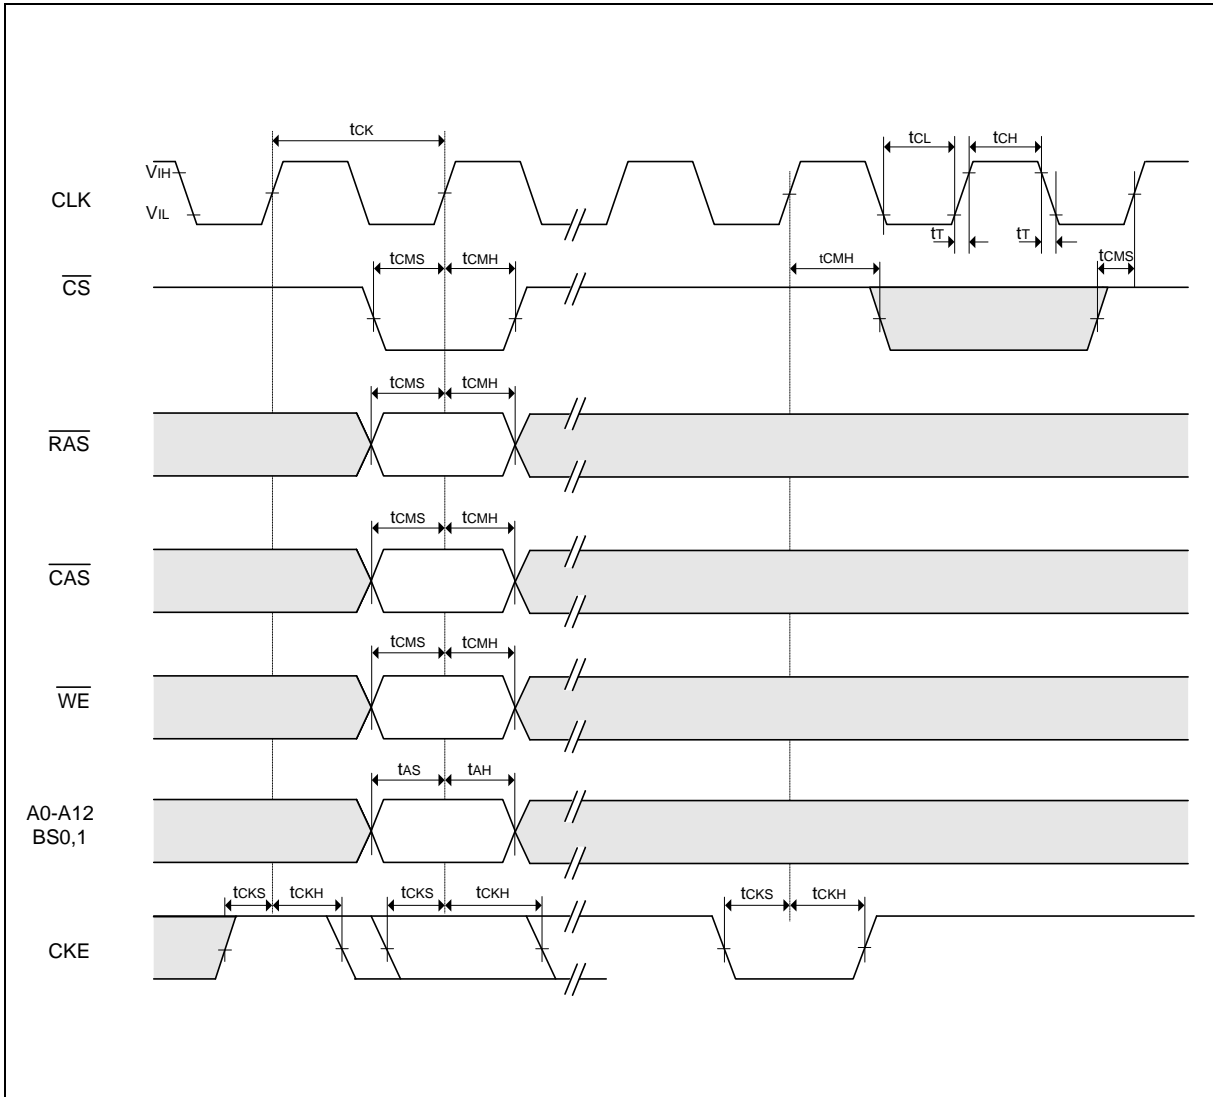 tCK
tCL
tCH
VIH
CLK
VIL
tT
tT
tCMS
tCMH
tCMH
tCMS
CS
tCMS
tCMH
RAS
tCMS
tCMH
CAS
tCMS
tCMH
WE
tAS
tAH
A0-A12
BS0,1
tCKS
tCKH
tCKS
tCKH
tCKS
tCKH
CKE